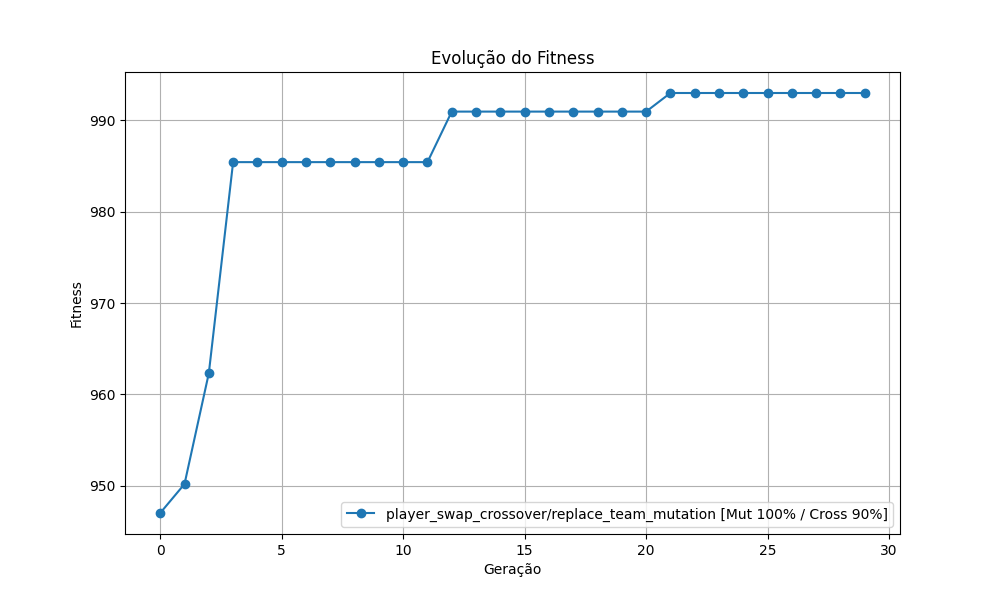 Evolução do Fitness
Fitness
990
980
970
960
950
player_swap_crossover/replace_team_mutation [Mut 100% / Cross 90%]
0 5 10 15 20 25 30
Geração